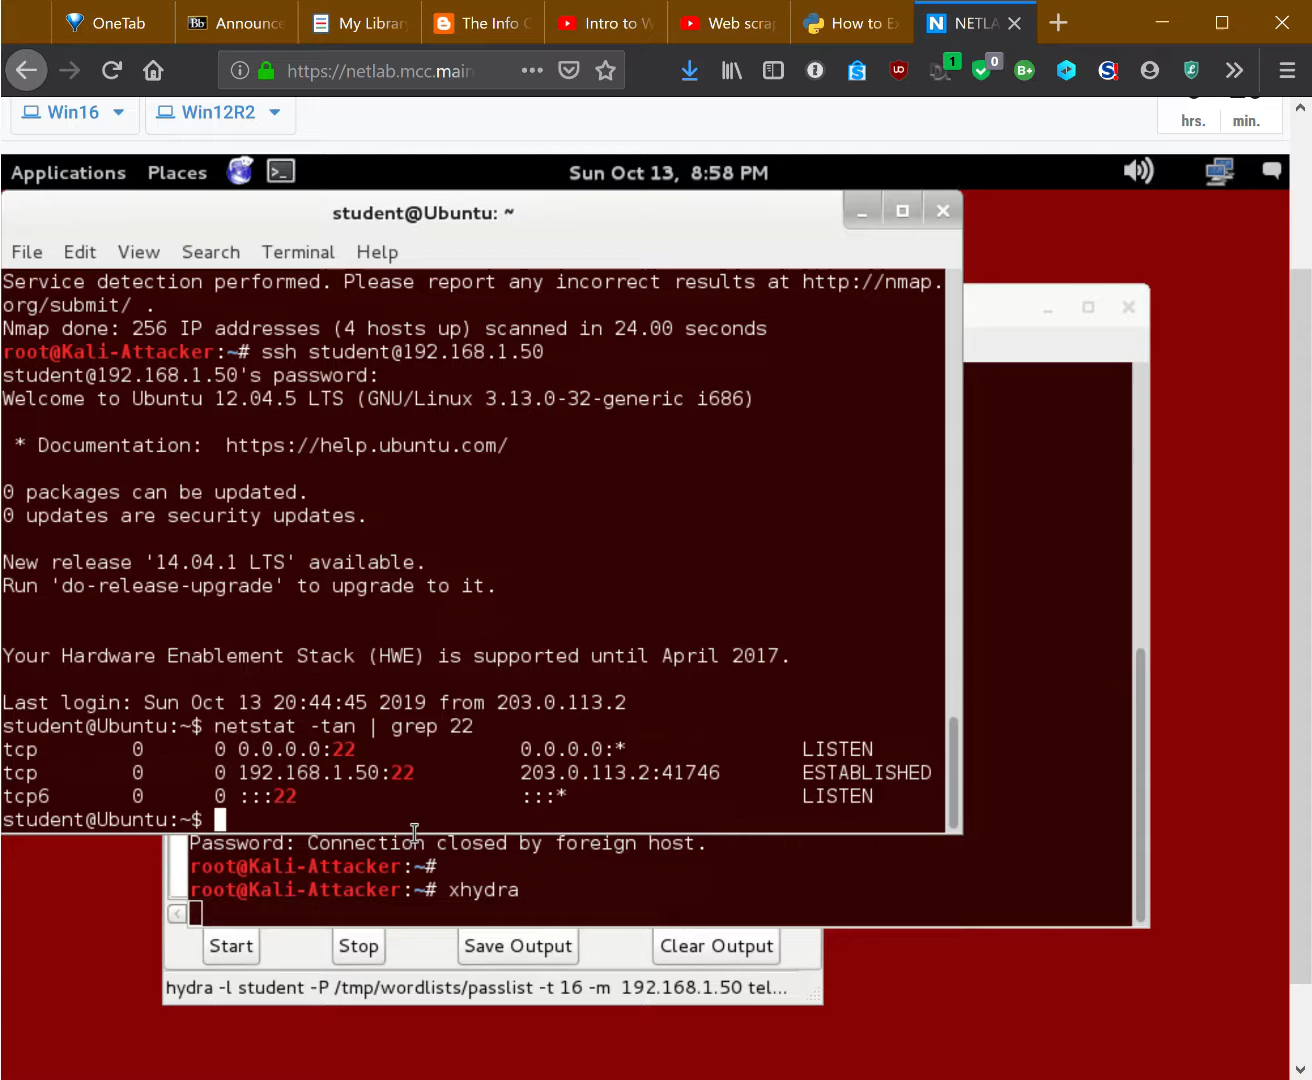 OneTab
Announce
My Library
The Info
Intro to W
Web scrap
How to Ex
NETLA
https://netlab.mcc.main
1
0
Win16
Win12R2
hrs.
min.
Applications Places
Sun Oct 13, 8:58 PM
student@Ubuntu: ~
File Edit View Search Terminal Help
Service detection performed. Please report any incorrect results at http://nmap.
org/submit/ .
Nmap done: 256 IP addresses (4 hosts up) scanned in 24.00 seconds
root@Kali-Attacker:~# ssh student@192.168.1.50
student@192.168.1.50's password:
Welcome to Ubuntu 12.04.5 LTS (GNU/Linux 3.13.0-32-generic i686)
* Documentation:  https://help.ubuntu.com/
0 packages can be updated.
0 updates are security updates.
New release '14.04.1 LTS' available.
Run 'do-release-upgrade' to upgrade to it.
Your Hardware Enablement Stack (HWE) is supported until April 2017.
Last login: Sun Oct 13 20:44:45 2019 from 203.0.113.2
student@Ubuntu:~$ netstat -tan | grep 22
tcp 0 0 0.0.0.0:22 0.0.0.0:* LISTEN
tcp 0 0 192.168.1.50:22 203.0.113.2:41746 ESTABLISHED
tcp6 0 0 :::22 :::* LISTEN
student@Ubuntu:~$
Password: Connection closed by foreign host.
root@Kali-Attacker:~#
root@Kali-Attacker:~# xhydra
Start Stop Save Output Clear Output
hydra -l student -P /tmp/wordlists/passlist -t 16 -m  192.168.1.50 tel...